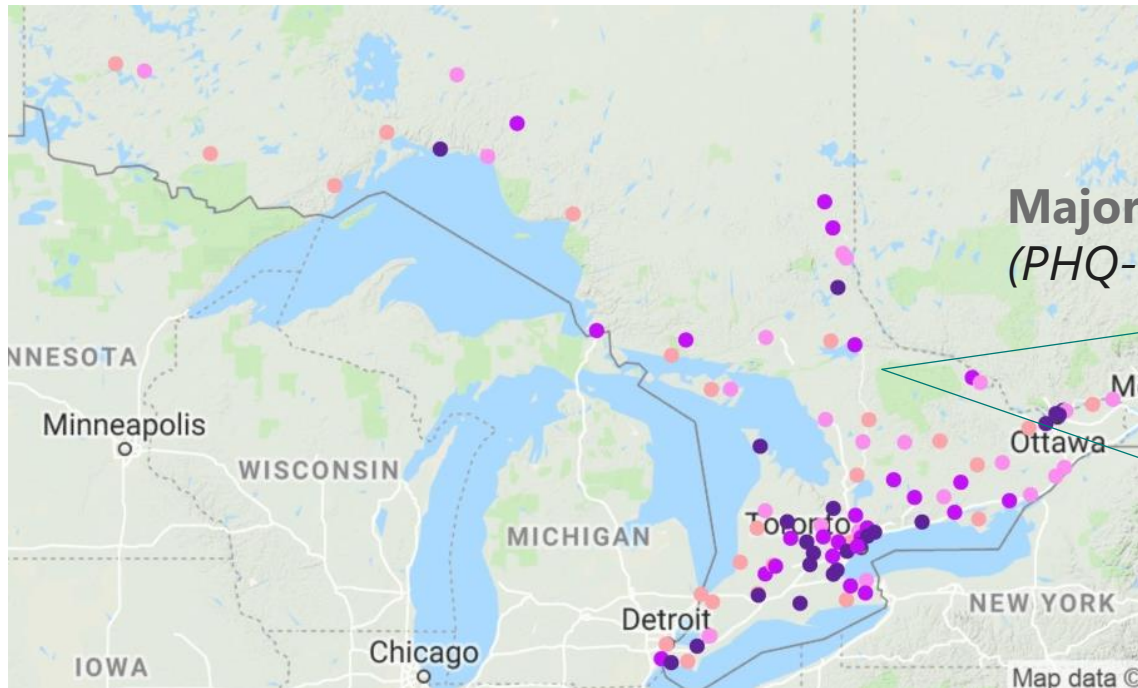 Major
(PHQ-
NNESOTA
M
Minneapolis
Ottawa
WISCONSIN
Toronto
MICHIGAN
NEW YORK
Detroit
Chicago
IOWA
Map data ©